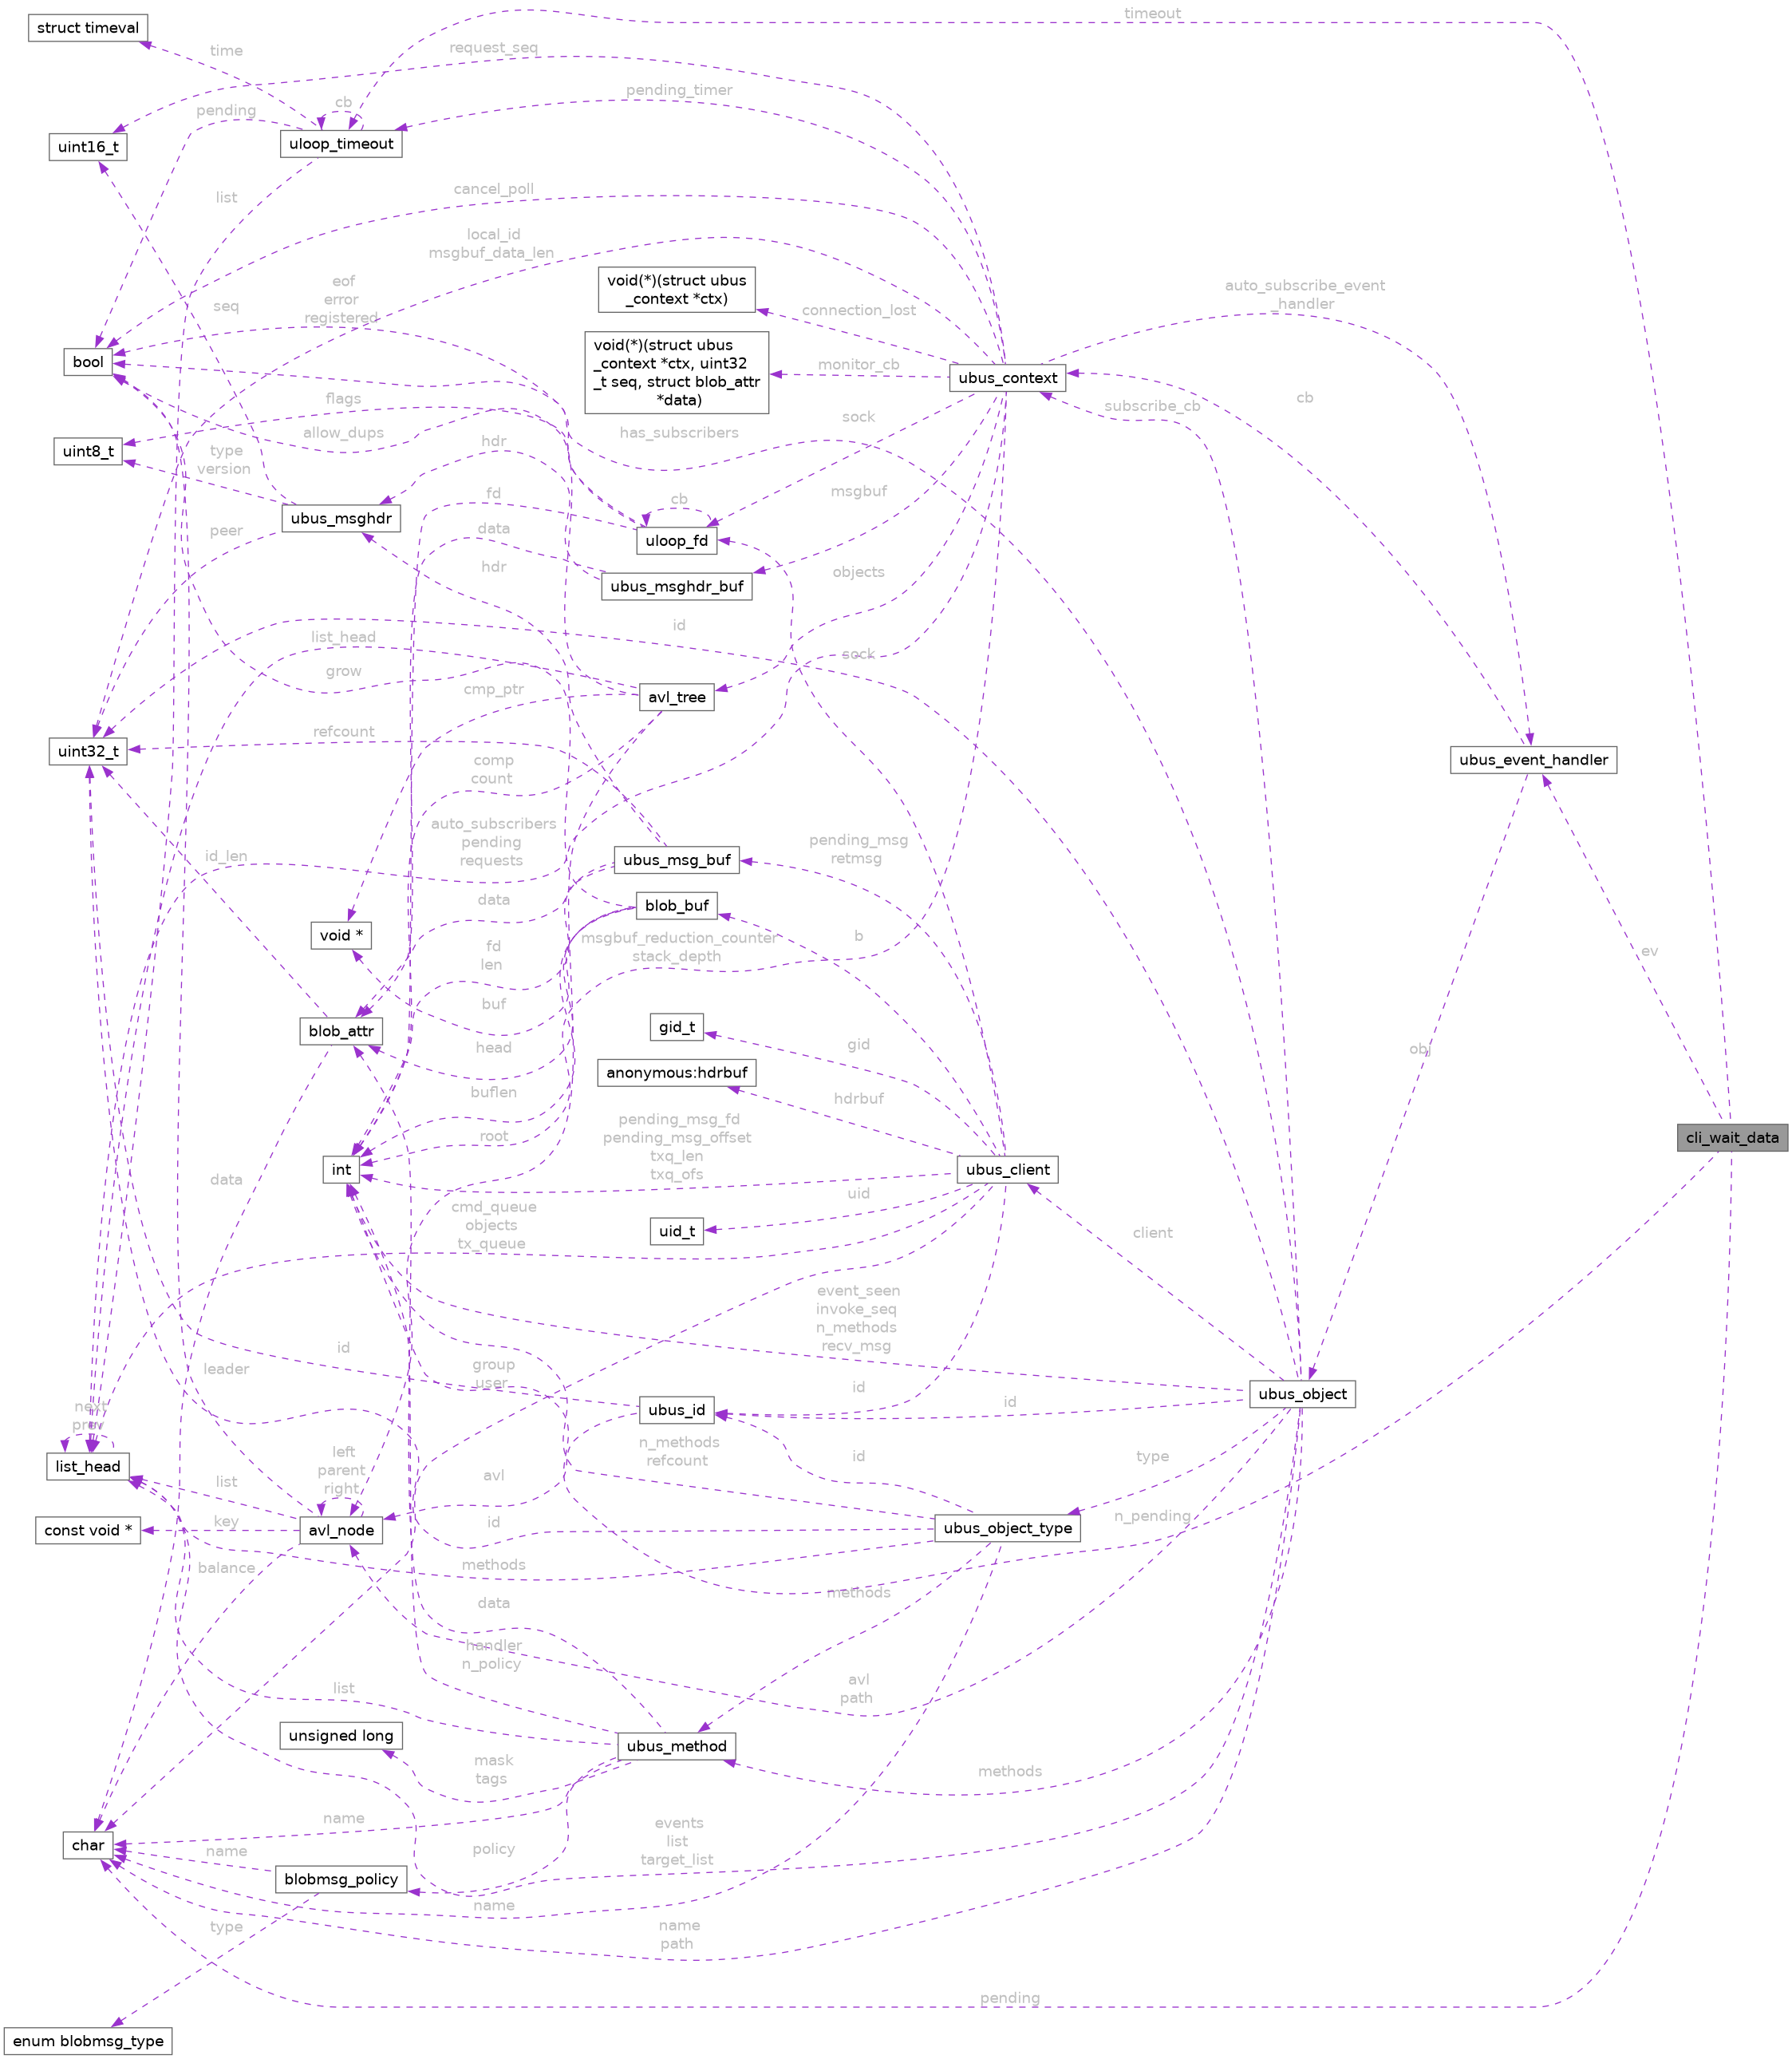 timeout
struct timeval
time
request_seq
pending
cb
pending_timer
uint16_t
uloop_timeout
list
cancel_poll
local_id
msgbuf_data_len
void(*)(struct ubus
_context *ctx)
eof
error
registered
seq
connection_lost
auto_subscribe_event
_handler
void(*)(struct ubus
_context *ctx, uint32
_t seq, struct blob_attr
*data)
bool
monitor_cb
ubus_context
flags
sock
subscribe_cb
cb
allow_dups
hdr
has_subscribers
uint8_t
type
version
fd
cb
msgbuf
ubus_msghdr
peer
data
uloop_fd
hdr
ubus_msghdr_buf
objects
list_head
id
grow
sock
cmp_ptr
avl_tree
refcount
uint32_t
comp
count
ubus_event_handler
auto_subscribers
pending
requests
pending_msg
retmsg
id_len
ubus_msg_buf
data
blob_buf
void *
fd
len
msgbuf_reduction_counter
stack_depth
b
ev
buf
blob_attr
gid_t
gid
head
obj
anonymous:hdrbuf
buflen
hdrbuf
root
pending_msg_fd
pending_msg_offset
txq_len
txq_ofs
cli_wait_data
int
ubus_client
data
uid
cmd_queue
objects
tx_queue
uid_t
client
event_seen
invoke_seq
n_methods
recv_msg
id
leader
group
user
id
ubus_object
next
prev
ubus_id
id
left
parent
right
n_methods
refcount
id
type
list_head
list
avl
const void *
key
avl_node
id
ubus_object_type
n_pending
balance
methods
data
methods
handler
n_policy
avl
path
list
unsigned long
ubus_method
mask
tags
methods
name
events
list
target_list
char
name
policy
blobmsg_policy
name
type
name
path
pending
enum blobmsg_type